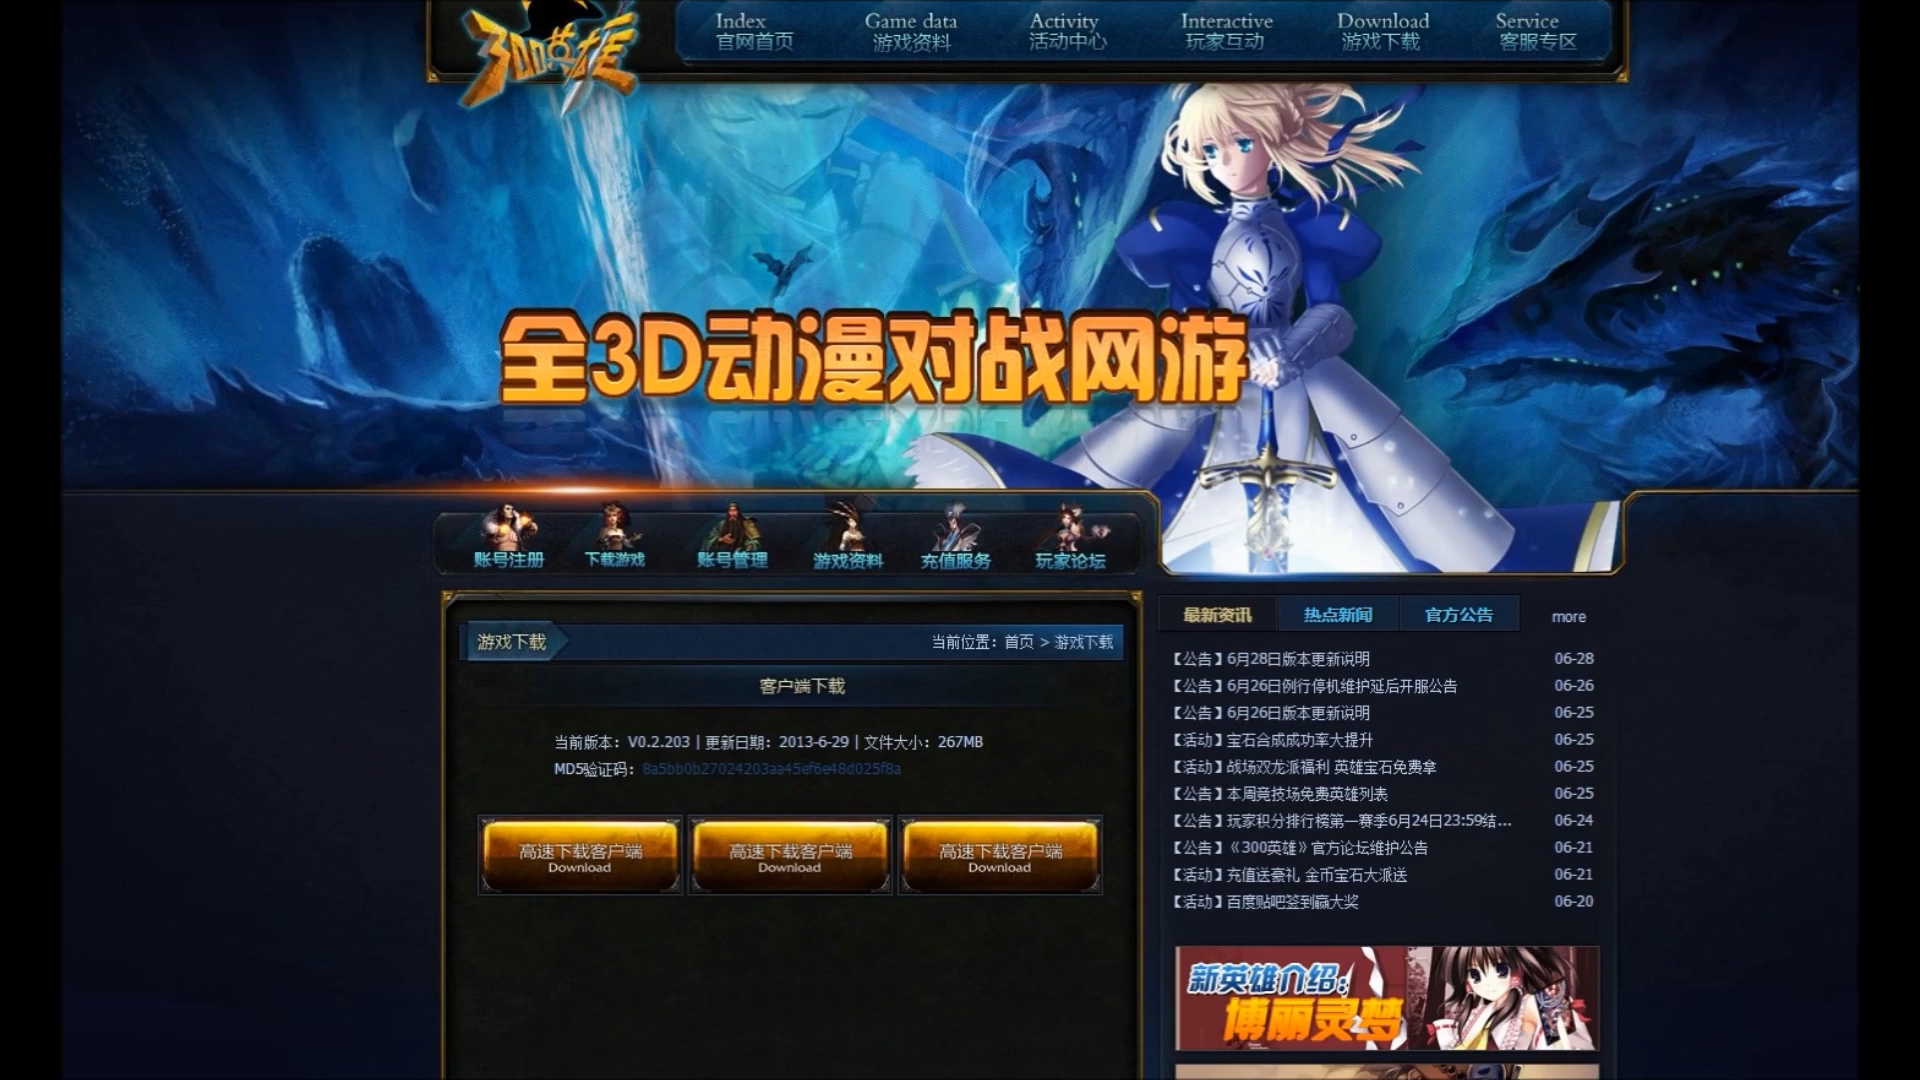 300英雄
Index
官网首页
Game data
游戏资料
Activity
活动中心
Interactive
玩家互动
Download
游戏下载
Service
客服专区
全3D动漫对战网游
账号注册
下载游戏
账号管理
游戏资料
充值服务
玩家论坛
游戏下载
当前位置：首页 > 游戏下载
客户端下载
当前版本：V0.2.203 | 更新日期：2013-6-29 | 文件大小：267MB
MD5验证码：8a5bb0b27024203aa45ef6e48d025f8a
高速下载客户端
Download
高速下载客户端
Download
高速下载客户端
Download
最新资讯 热点新闻 官方公告 more
【公告】6月28日版本更新说明 06-28
【公告】6月26日例行停机维护延后开服公告 06-26
【公告】6月26日版本更新说明 06-25
【活动】宝石合成成功率大提升 06-25
【活动】战场双龙派福利 英雄宝石免费拿 06-25
【公告】本周竞技场免费英雄列表 06-25
【公告】玩家积分排行榜第一赛季6月24日23:59结... 06-24
【公告】《300英雄》官方论坛维护公告 06-21
【活动】充值送豪礼 金币宝石大派送 06-21
【活动】百度贴吧签到赢大奖 06-20
新英雄介绍：
博丽灵梦